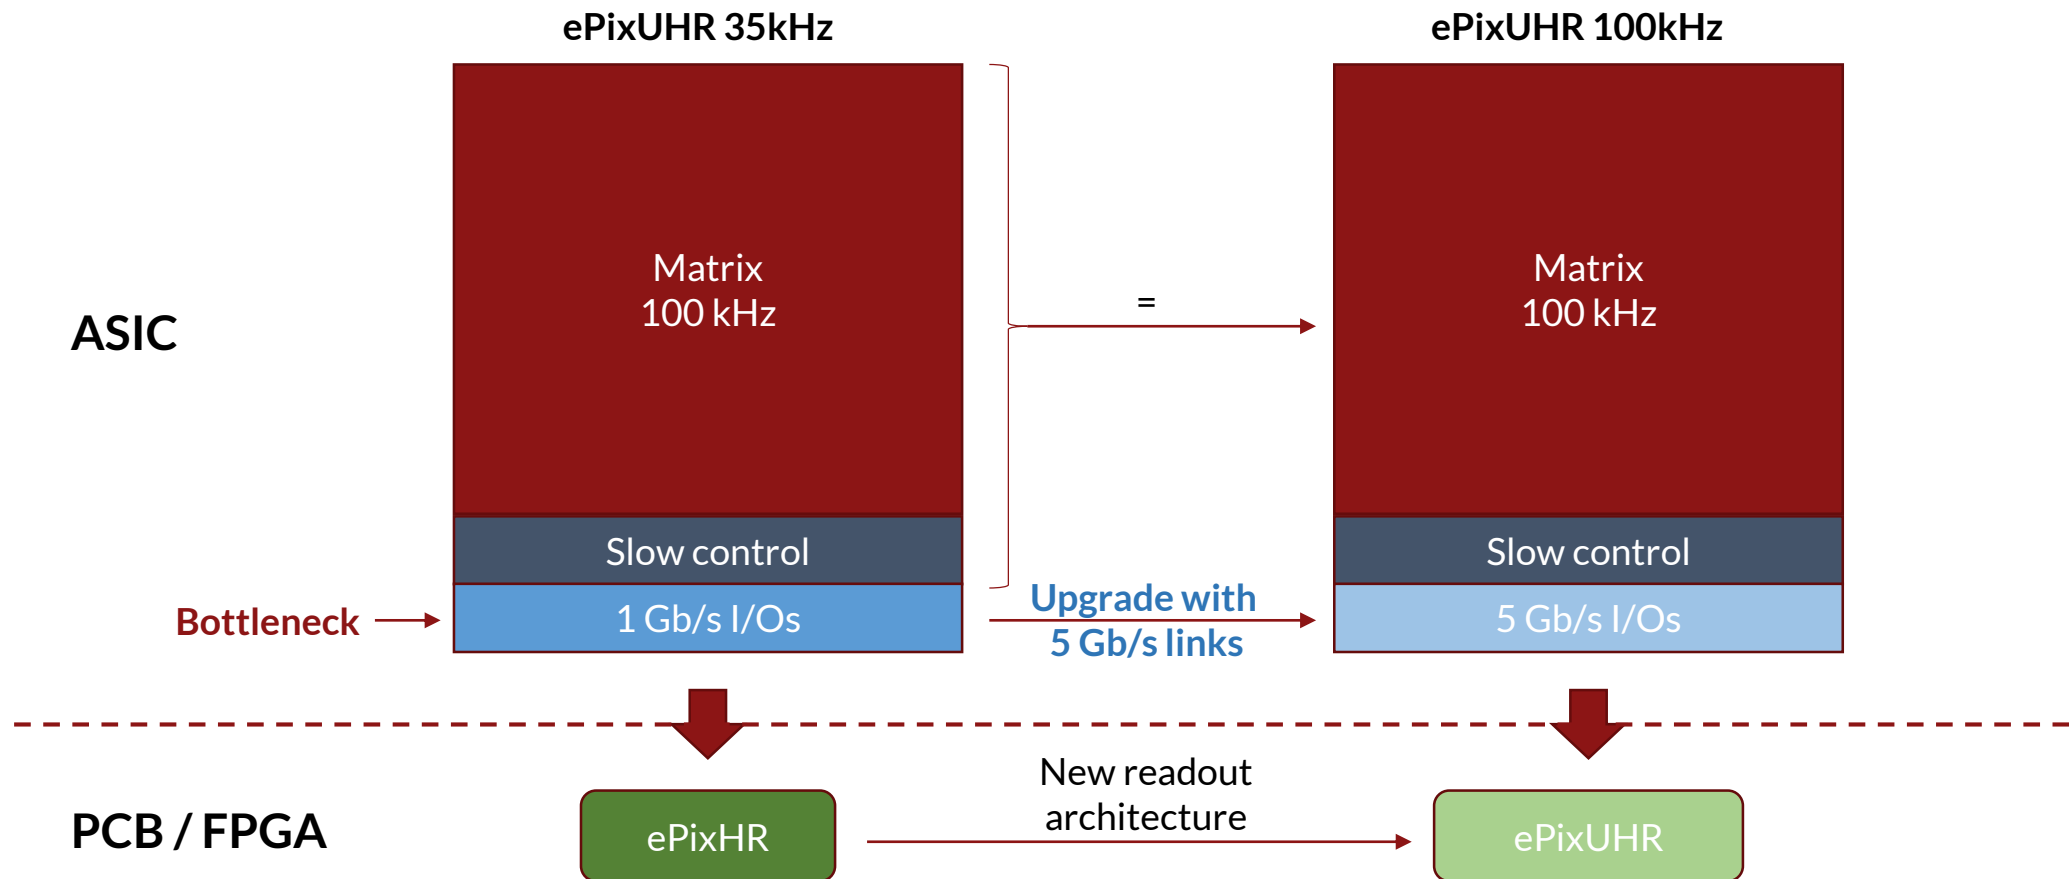 ePixUHR 35kHz
ePixUHR 100kHz
Matrix
100 kHz
=
Matrix
100 kHz
ASIC
Slow control
Slow control
Bottleneck
1 Gb/s I/Os
Upgrade with
5 Gb/s links
5 Gb/s I/Os
New readout
architecture
PCB / FPGA
ePixHR
ePixUHR